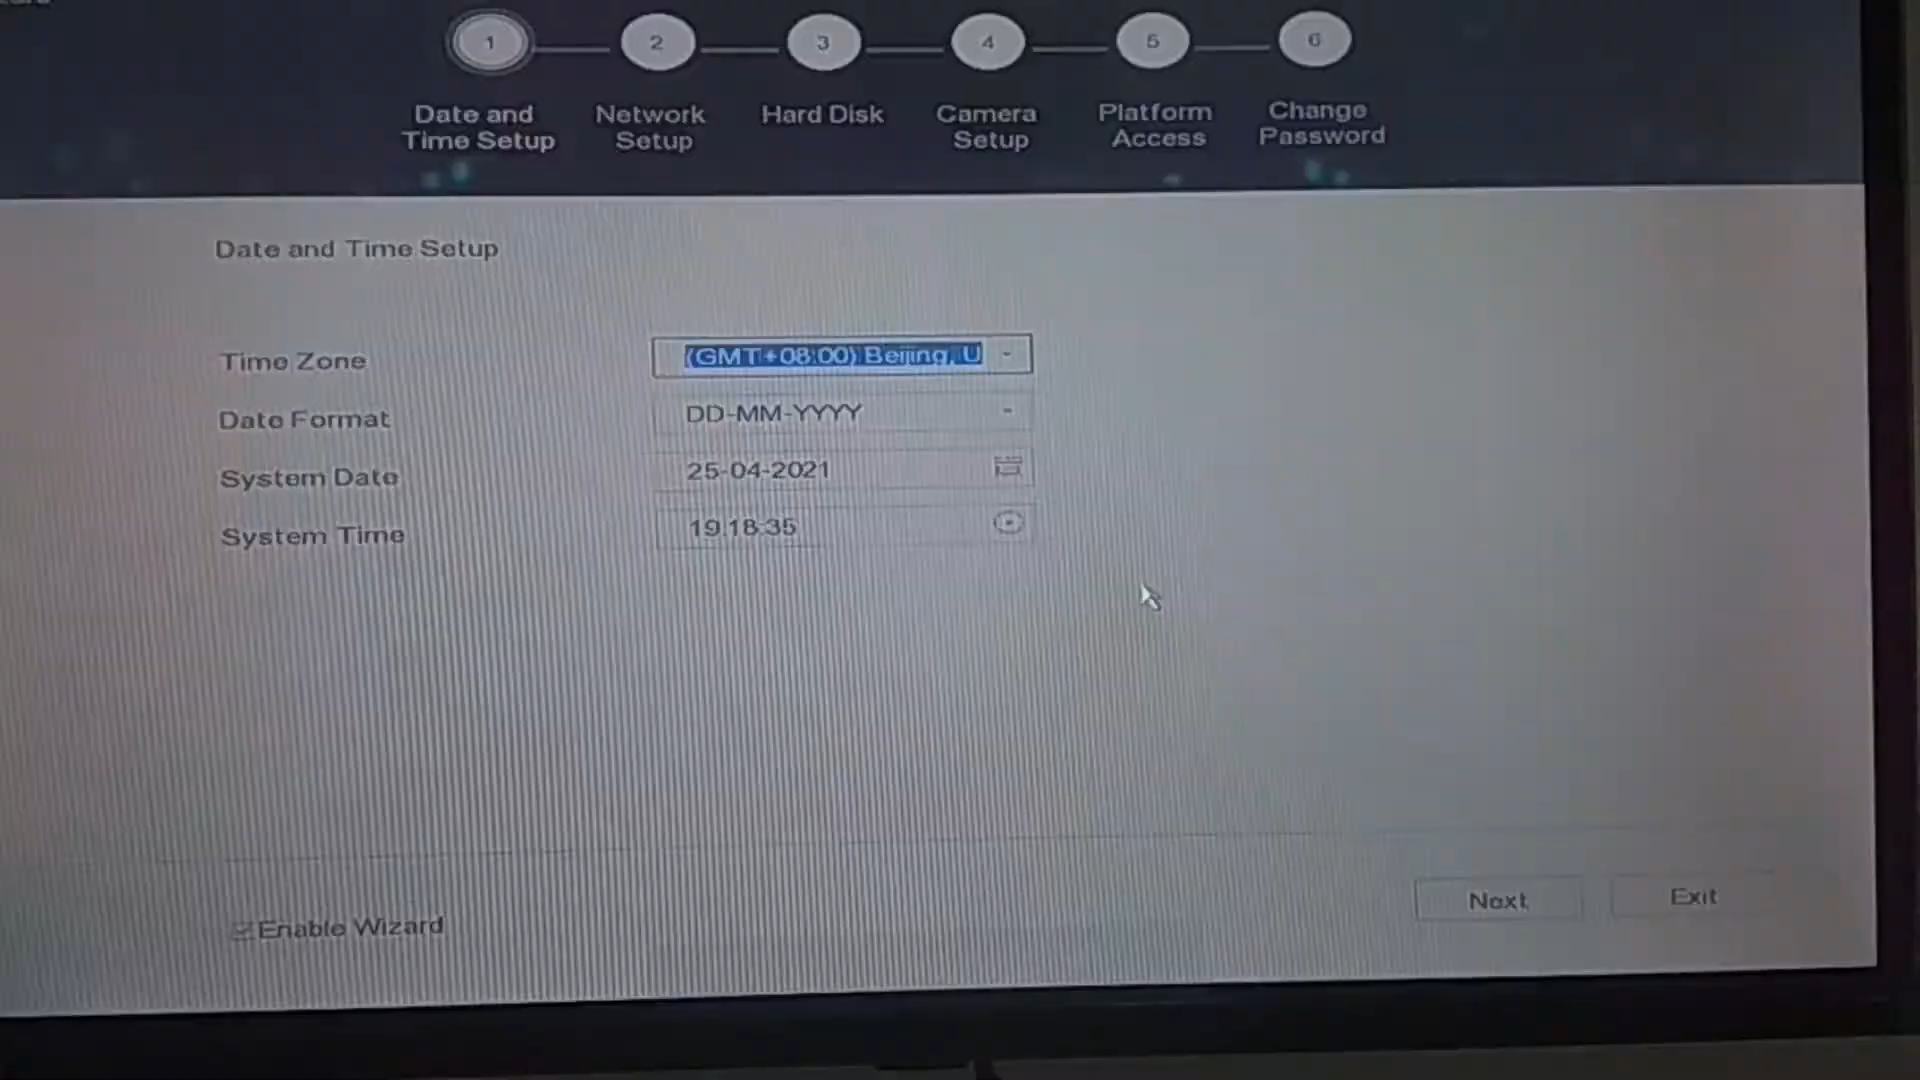 1 2 3 4 5 6
Date and Time Setup
Network Setup
Hard Disk
Camera Setup
Platform Access
Change Password
Date and Time Setup
Time Zone (GMT+08:00) Beijing, U
Date Format DD-MM-YYYY
System Date 25-04-2021
System Time 19:18:35
Enable Wizard
Next Exit